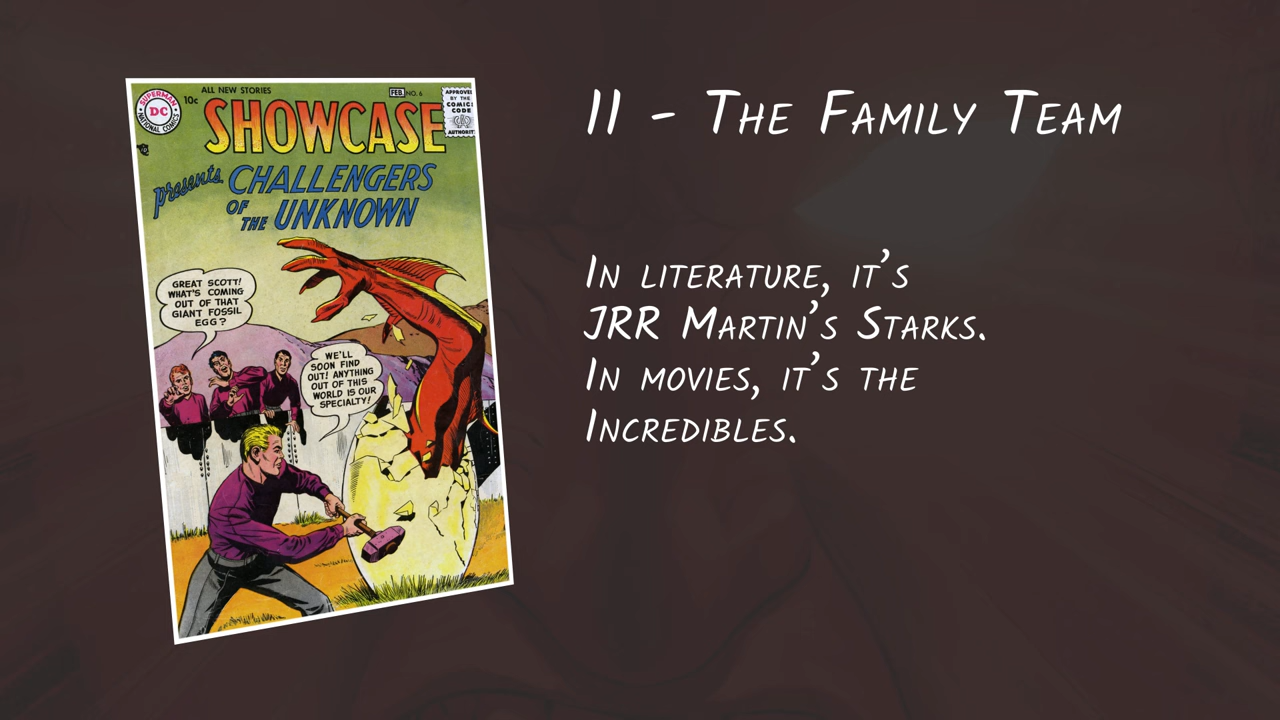 ALL NEW STORIES
FEB NO. 6
10c
SUPERMAN
DC
NATIONAL COMICS
APPROVED
BY THE
COMICS
CODE
AUTHORITY
SHOWCASE
presents
CHALLENGERS
OF
THE UNKNOWN
GREAT SCOTT!
WHAT'S COMING
OUT OF THAT
GIANT FOSSIL
EGG?
WE'LL
SOON FIND
OUT! ANYTHING
OUT OF THIS
WORLD IS OUR
SPECIALTY!
II - The Family Team
In literature, it's
JRR Martin's Starks.
In movies, it's the
Incredibles.